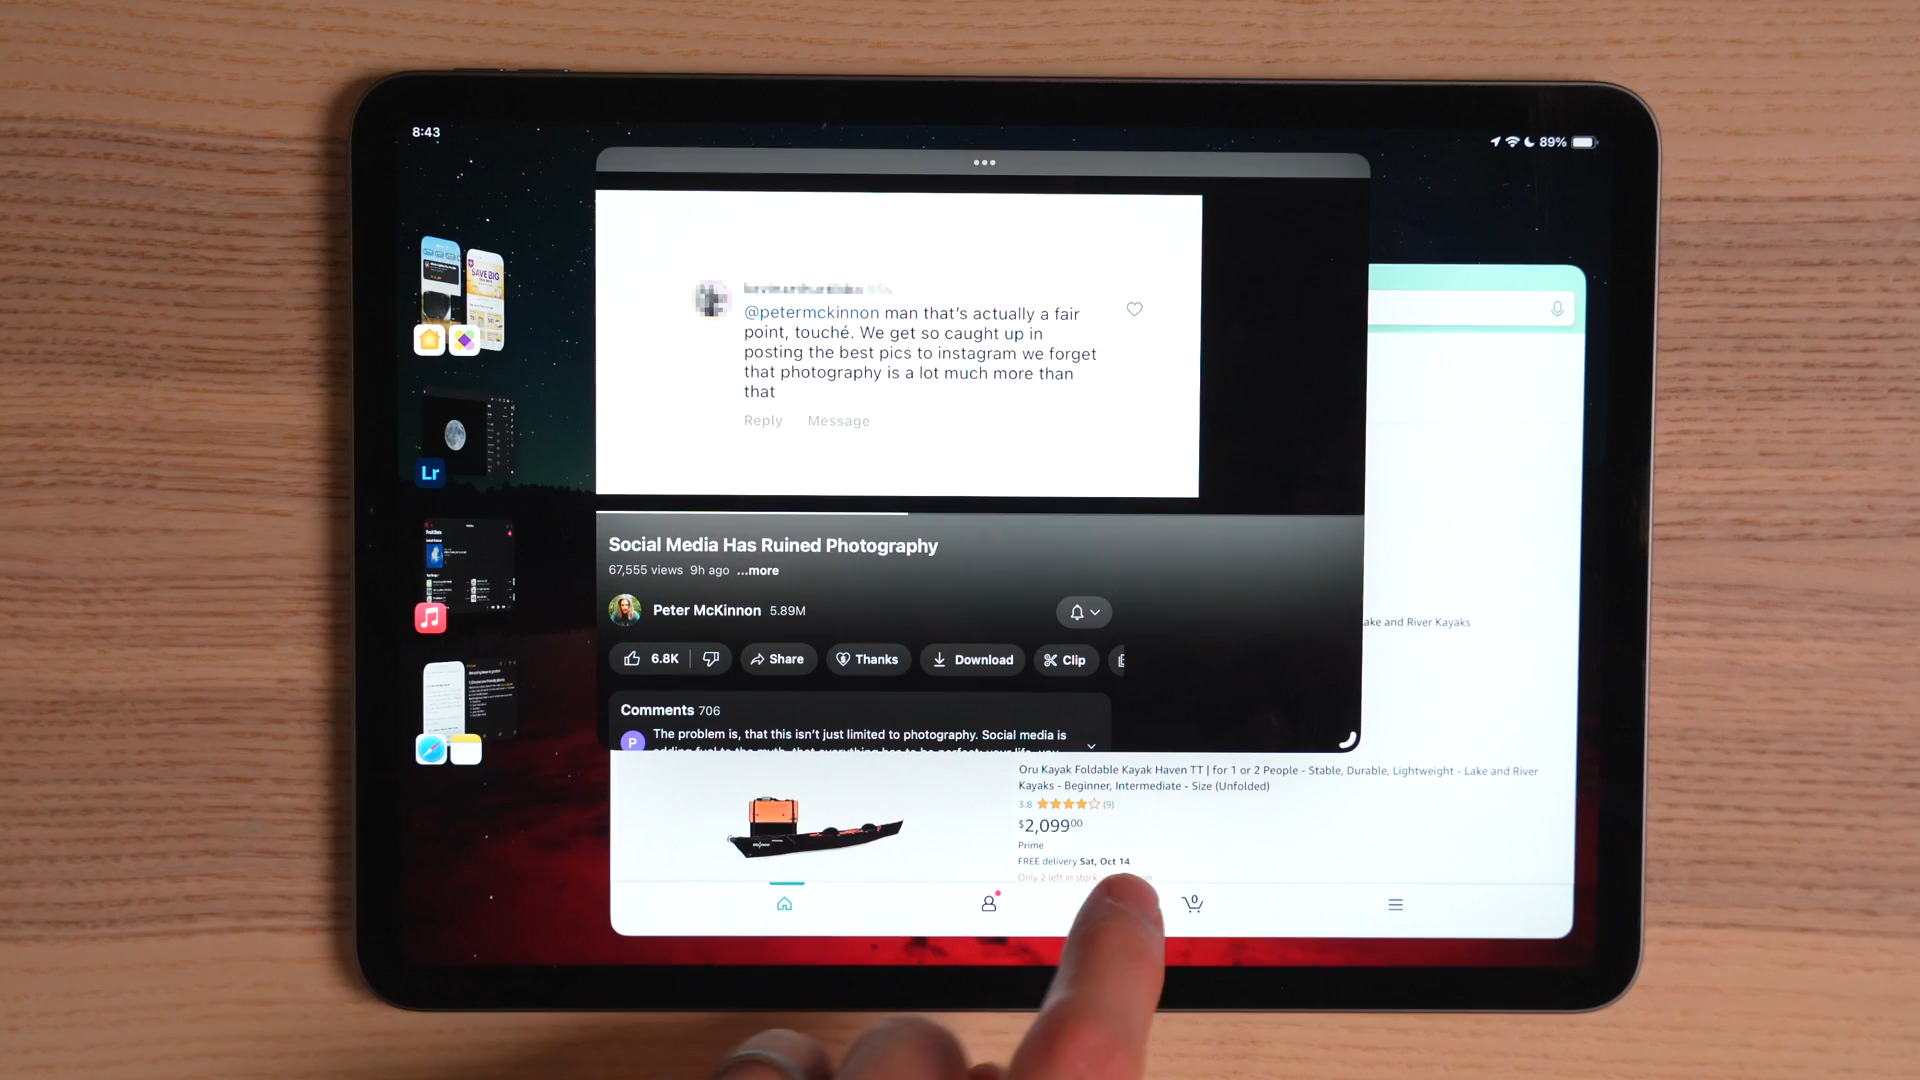 8:43
89%
SAVE BIG
@petermckinnon man that's actually a fair
point, touché. We get so caught up in
posting the best pics to instagram we forget
that photography is a lot much more than
that
Reply Message
Lr
Social Media Has Ruined Photography
67,555 views 9h ago ...more
Peter McKinnon 5.89M
6.8K Share Thanks Download Clip
Comments 706
P
The problem is, that this isn't just limited to photography. Social media is
ake and River Kayaks
Oru Kayak Foldable Kayak Haven TT | for 1 or 2 People - Stable, Durable, Lightweight - Lake and River
Kayaks - Beginner, Intermediate - Size (Unfolded)
3.8 (9)
$2,09900
Prime
FREE delivery Sat, Oct 14
Only 2 left in stock
0